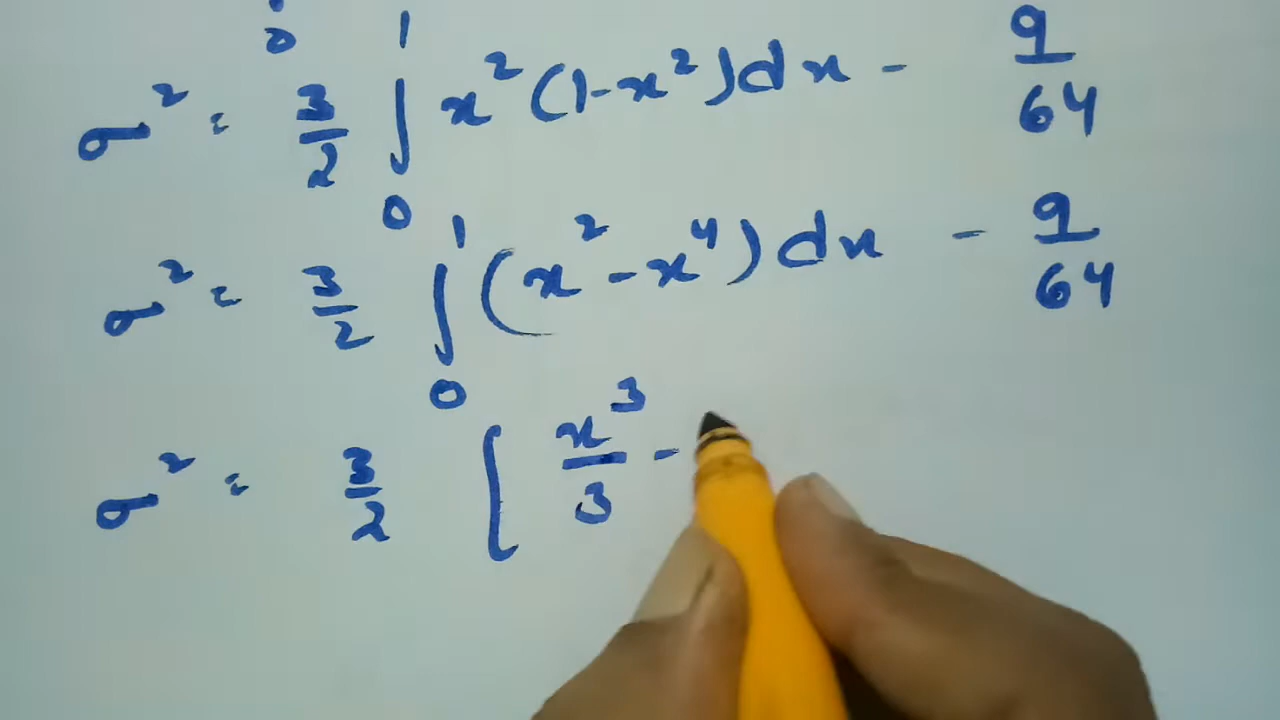 0
σ² = 3/2 ∫₀¹ x²(1-x²)dx - 9/64
σ² = 3/2 ∫₀¹ (x²-x⁴)dx - 9/64
σ² = 3/2 [ x³/3 -